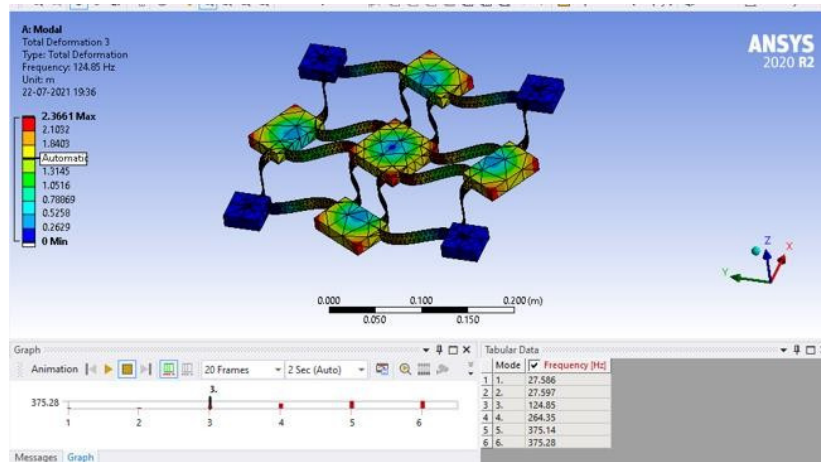 A: Modal
Total Deformation 3
Type: Total Deformation
Frequency: 124.85 Hz
Unit: m
22-07-2021 19:36
ANSYS
2020 R2
2.3661 Max
2.1032
1.8403
Automatic
1.3145
1.0516
0.78869
0.5258
0.2629
0 Min
Z
X
Y
0.000 0.100 0.200 (m)
0.050 0.150
Graph
Animation 20 Frames 2 Sec (Auto)
3.
375.28
1 2 3 4 5 6
Messages Graph
Tabular Data
Mode Frequency [Hz]
1 1. 27.586
2 2. 27.597
3 3. 124.85
4 4. 264.35
5 5. 375.14
6 6. 375.28